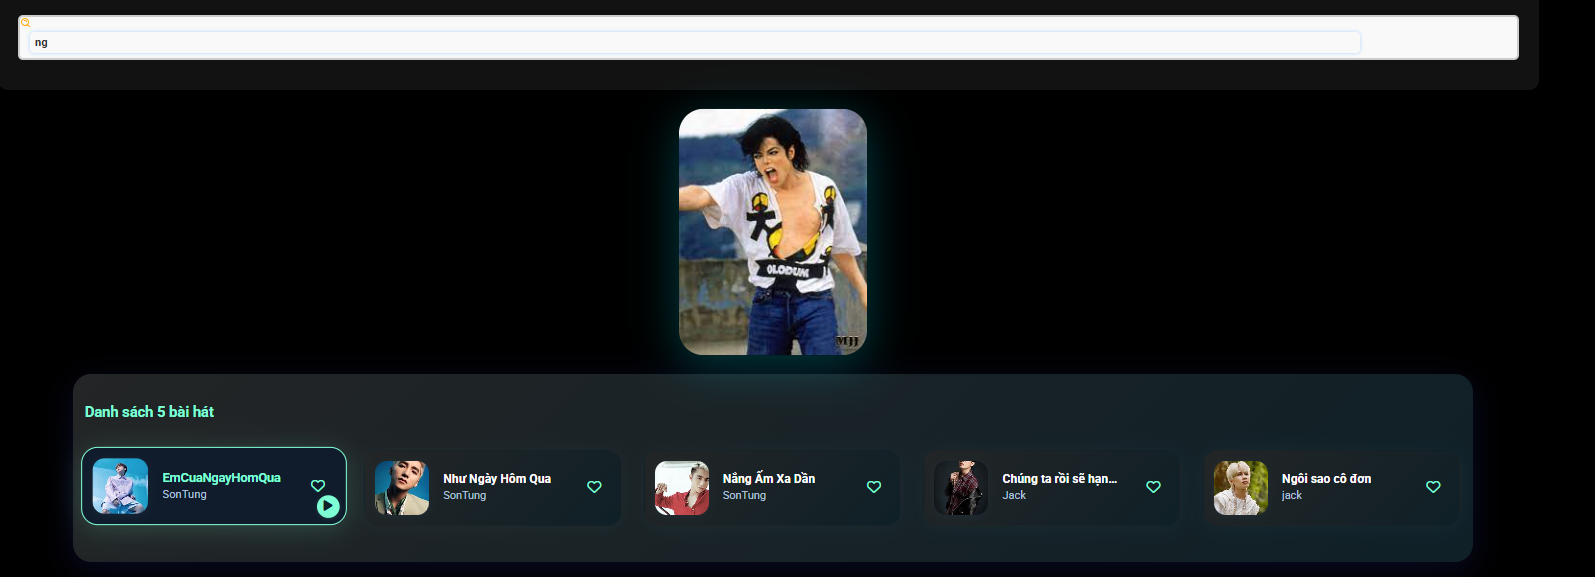 ng
OLODUM
MJJ
Danh sách 5 bài hát
EmCuaNgayHomQua
SonTung
Như Ngày Hôm Qua
SonTung
Nắng Ấm Xa Dần
SonTung
Chúng ta rồi sẽ hạn...
Jack
Ngôi sao cô đơn
jack